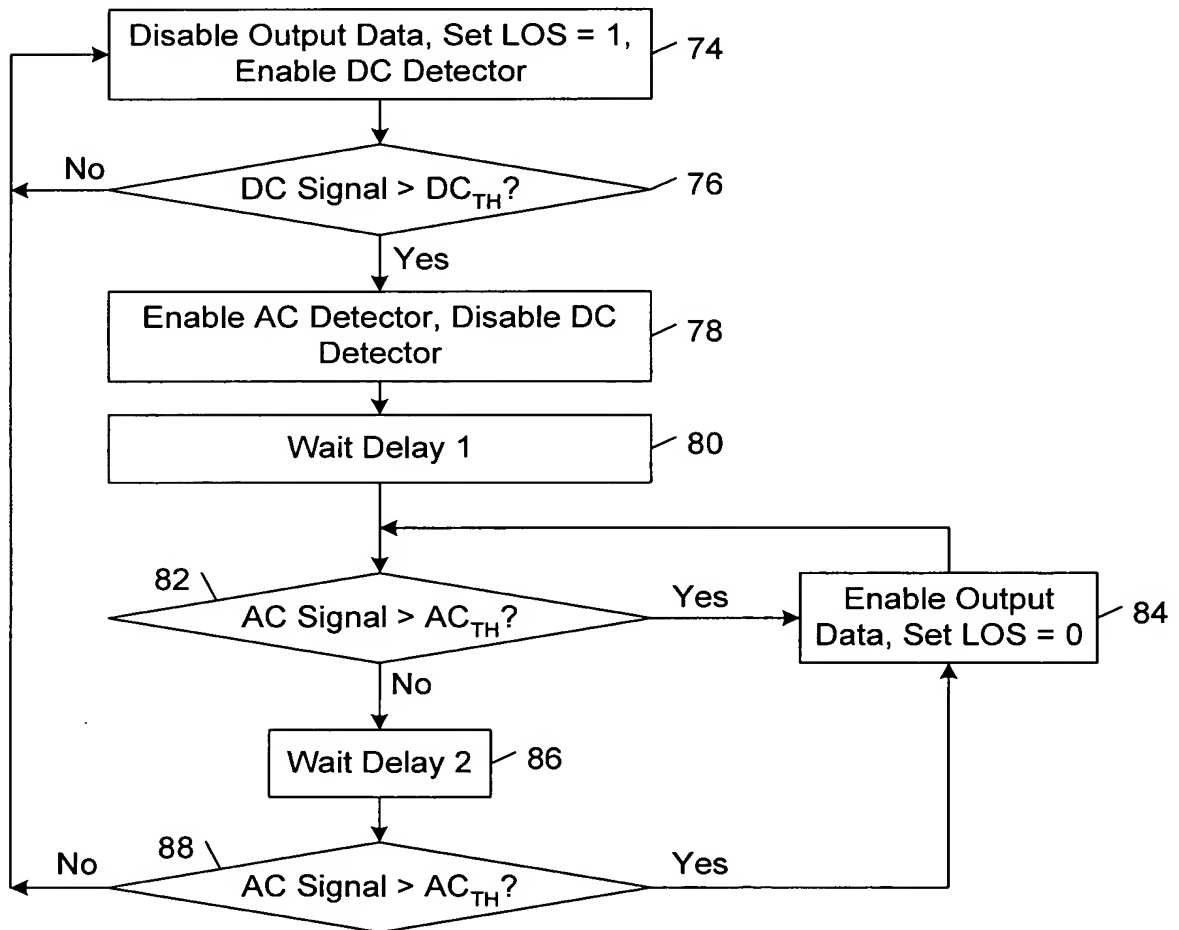 Disable Output Data, Set LOS = 1,
Enable DC Detector
74
No
DC Signal > DC_TH?
76
Yes
Enable AC Detector, Disable DC
Detector
78
Wait Delay 1
80
82
AC Signal > AC_TH?
Yes
Enable Output
Data, Set LOS = 0
84
No
Wait Delay 2
86
88
No
AC Signal > AC_TH?
Yes